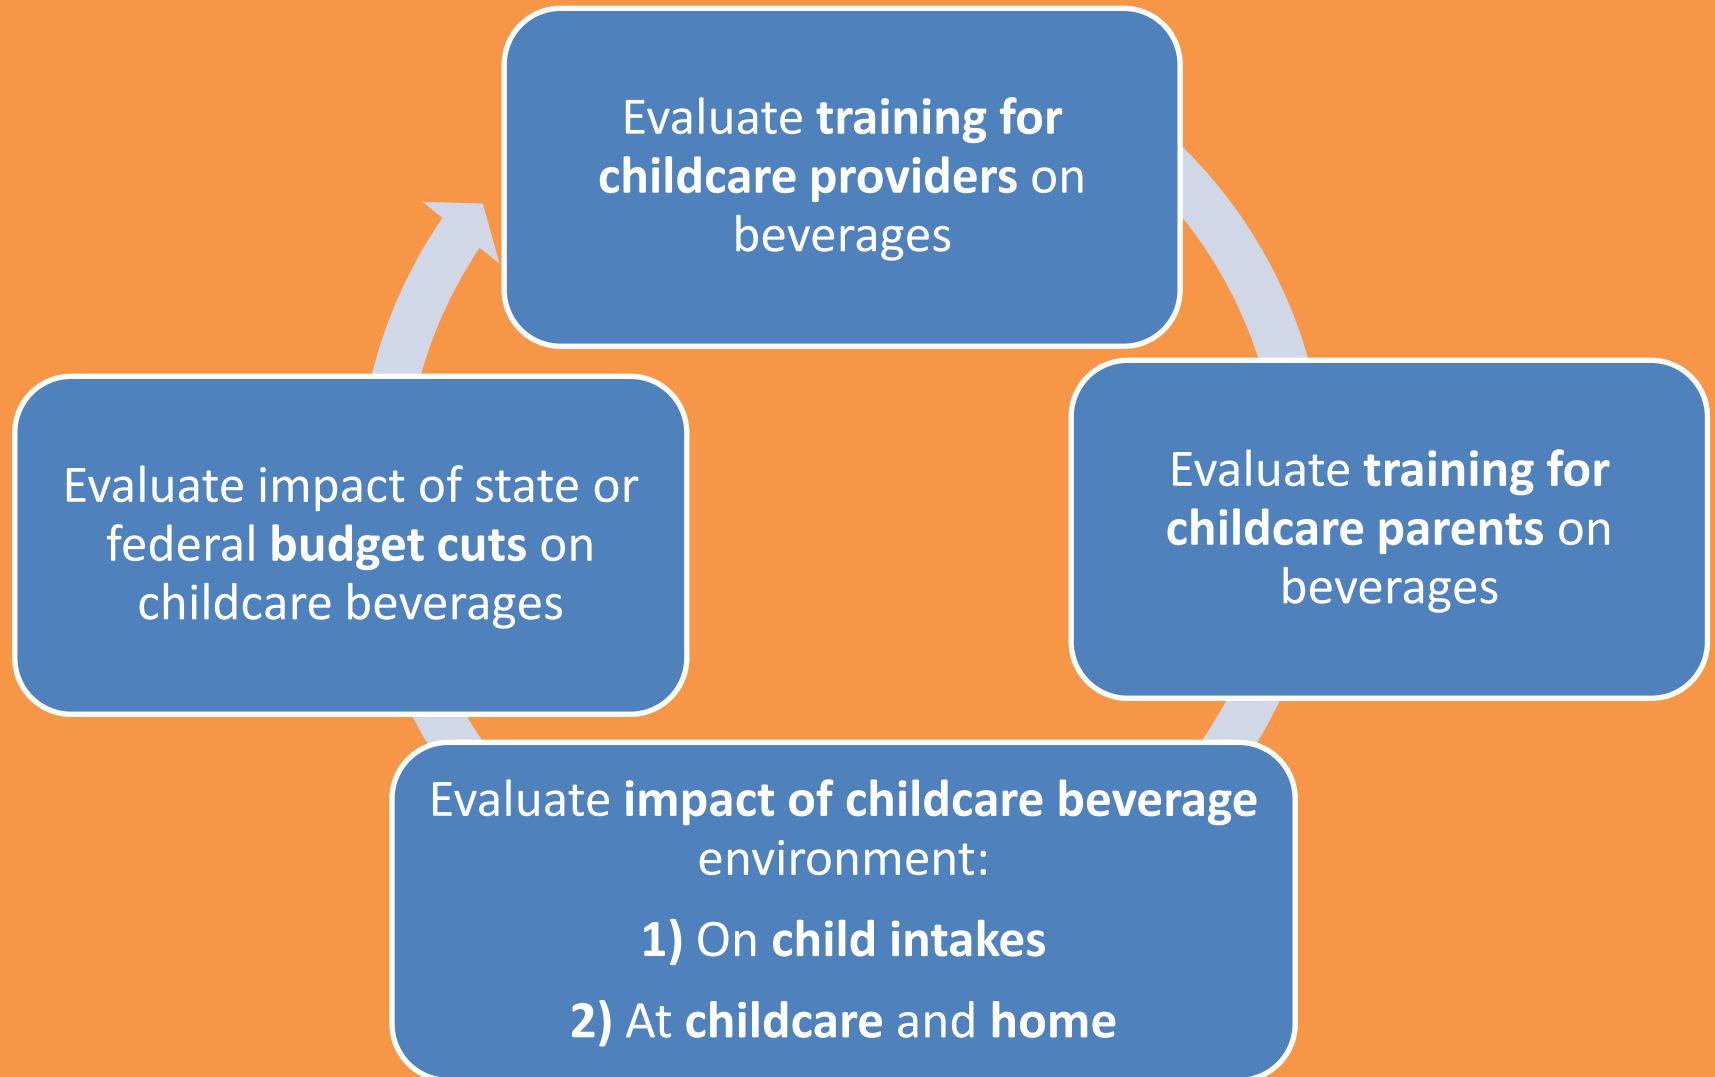 Evaluate training for
childcare providers on
beverages
Evaluate training for
childcare parents on
beverages
Evaluate impact of childcare beverage
environment:
1) On child intakes
2) At childcare and home
Evaluate impact of state or
federal budget cuts on
childcare beverages